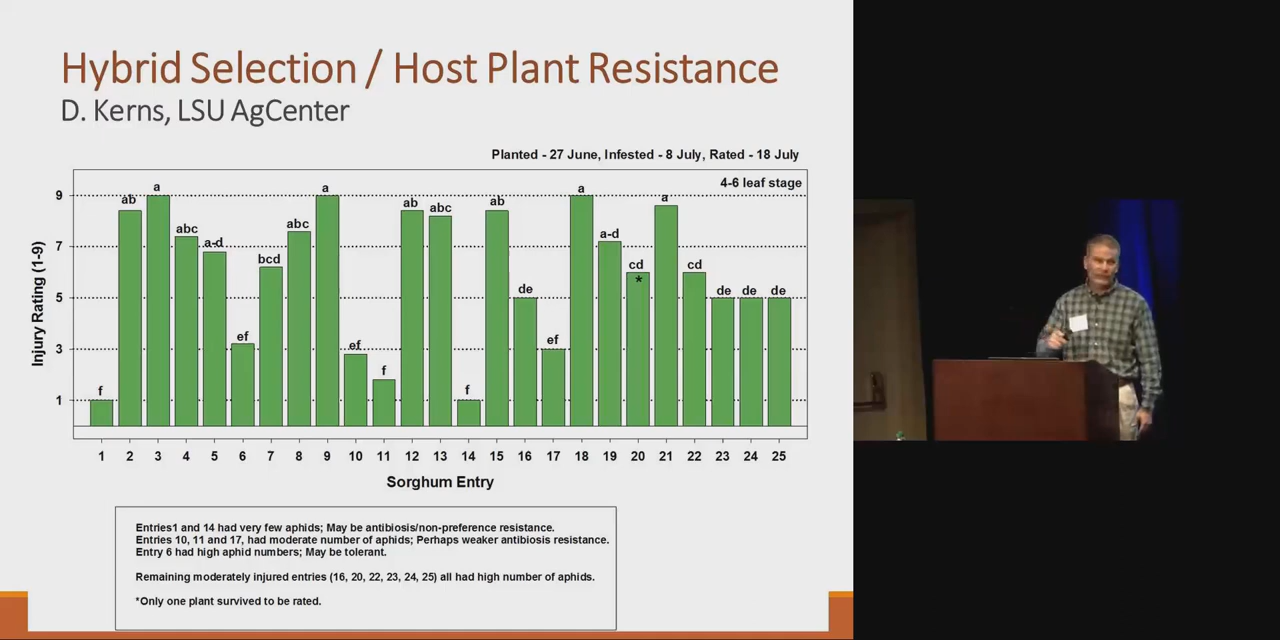 Hybrid Selection / Host Plant Resistance
D. Kerns, LSU AgCenter
Planted - 27 June, Infested - 8 July, Rated - 18 July
4-6 leaf stage
Injury Rating (1-9)
9
7
5
3
1
f ab a abc a-d ef bcd abc a ef f ab abc f ab de ef a a-d cd a cd de de de
*
1 2 3 4 5 6 7 8 9 10 11 12 13 14 15 16 17 18 19 20 21 22 23 24 25
Sorghum Entry
Entries1 and 14 had very few aphids; May be antibiosis/non-preference resistance.
Entries 10, 11 and 17, had moderate number of aphids; Perhaps weaker antibiosis resistance.
Entry 6 had high aphid numbers; May be tolerant.
Remaining moderately injured entries (16, 20, 22, 23, 24, 25) all had high number of aphids.
*Only one plant survived to be rated.